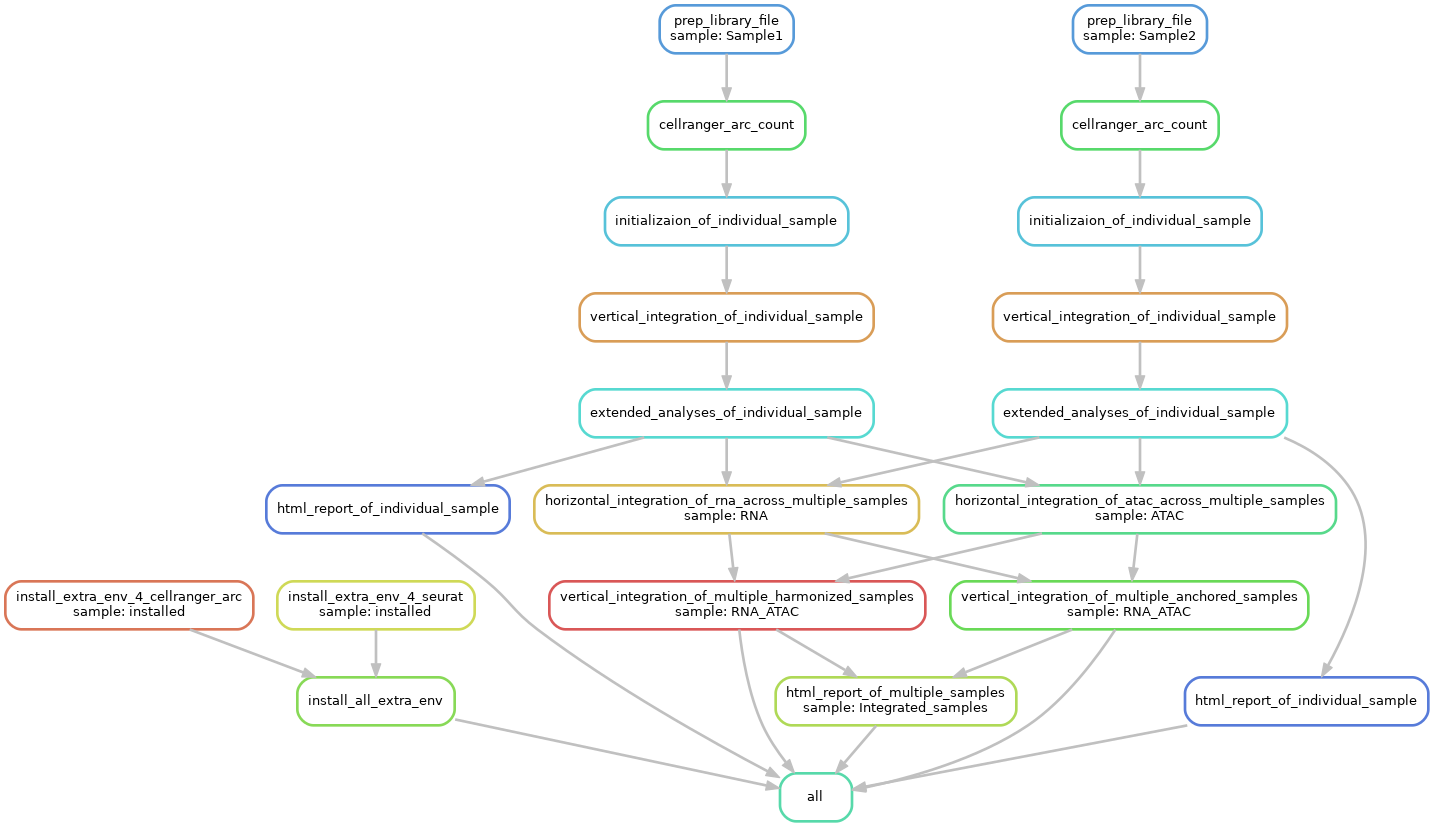 prep_library_file
sample: Sample1
prep_library_file
sample: Sample2
cellranger_arc_count
cellranger_arc_count
initializaion_of_individual_sample
initializaion_of_individual_sample
vertical_integration_of_individual_sample
vertical_integration_of_individual_sample
extended_analyses_of_individual_sample
extended_analyses_of_individual_sample
html_report_of_individual_sample
horizontal_integration_of_rna_across_multiple_samples
sample: RNA
horizontal_integration_of_atac_across_multiple_samples
sample: ATAC
install_extra_env_4_cellranger_arc
sample: installed
install_extra_env_4_seurat
sample: installed
vertical_integration_of_multiple_harmonized_samples
sample: RNA_ATAC
vertical_integration_of_multiple_anchored_samples
sample: RNA_ATAC
install_all_extra_env
html_report_of_multiple_samples
sample: Integrated_samples
html_report_of_individual_sample
all